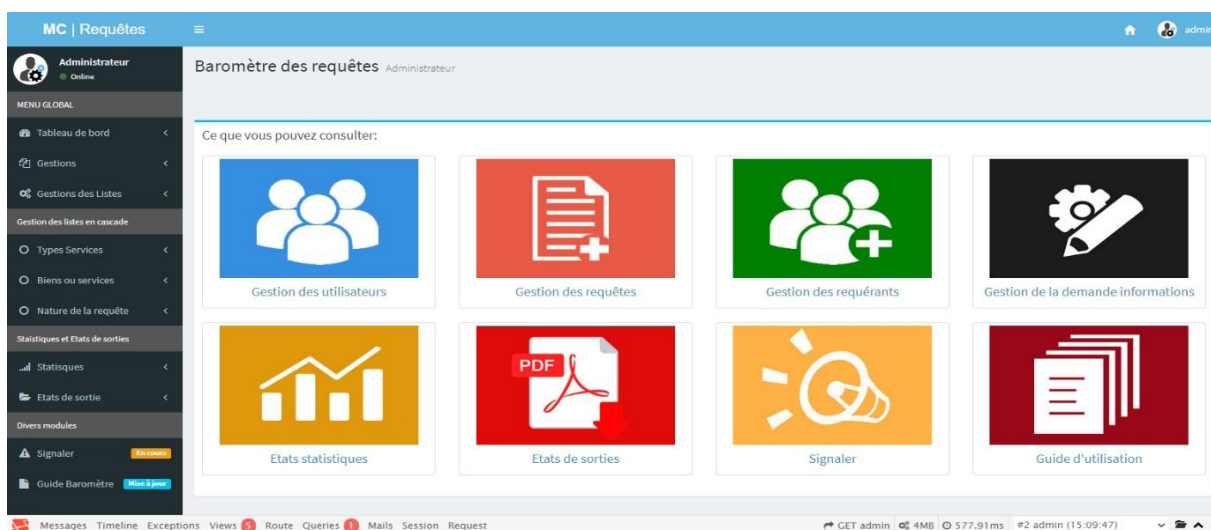 MC | Requêtes
admin
Administrateur
Online
MENU GLOBAL
Tableau de bord
Gestions
Gestions des Listes
Gestion des listes en cascade
Types Services
Biens ou services
Nature de la requête
Staistiques et Etats de sorties
Statisques
Etats de sortie
Divers modules
Signaler En cours
Guide Baromètre Mise à jour
Baromètre des requêtes Administrateur
Ce que vous pouvez consulter:
Gestion des utilisateurs
Gestion des requêtes
Gestion des requérants
Gestion de la demande informations
PDF
Etats statistiques
Etats de sorties
Signaler
Guide d'utilisation
Messages Timeline Exceptions Views 5 Route Queries 1 Mails Session Request GET admin 4MB 577.91ms #2 admin (15:09:47)